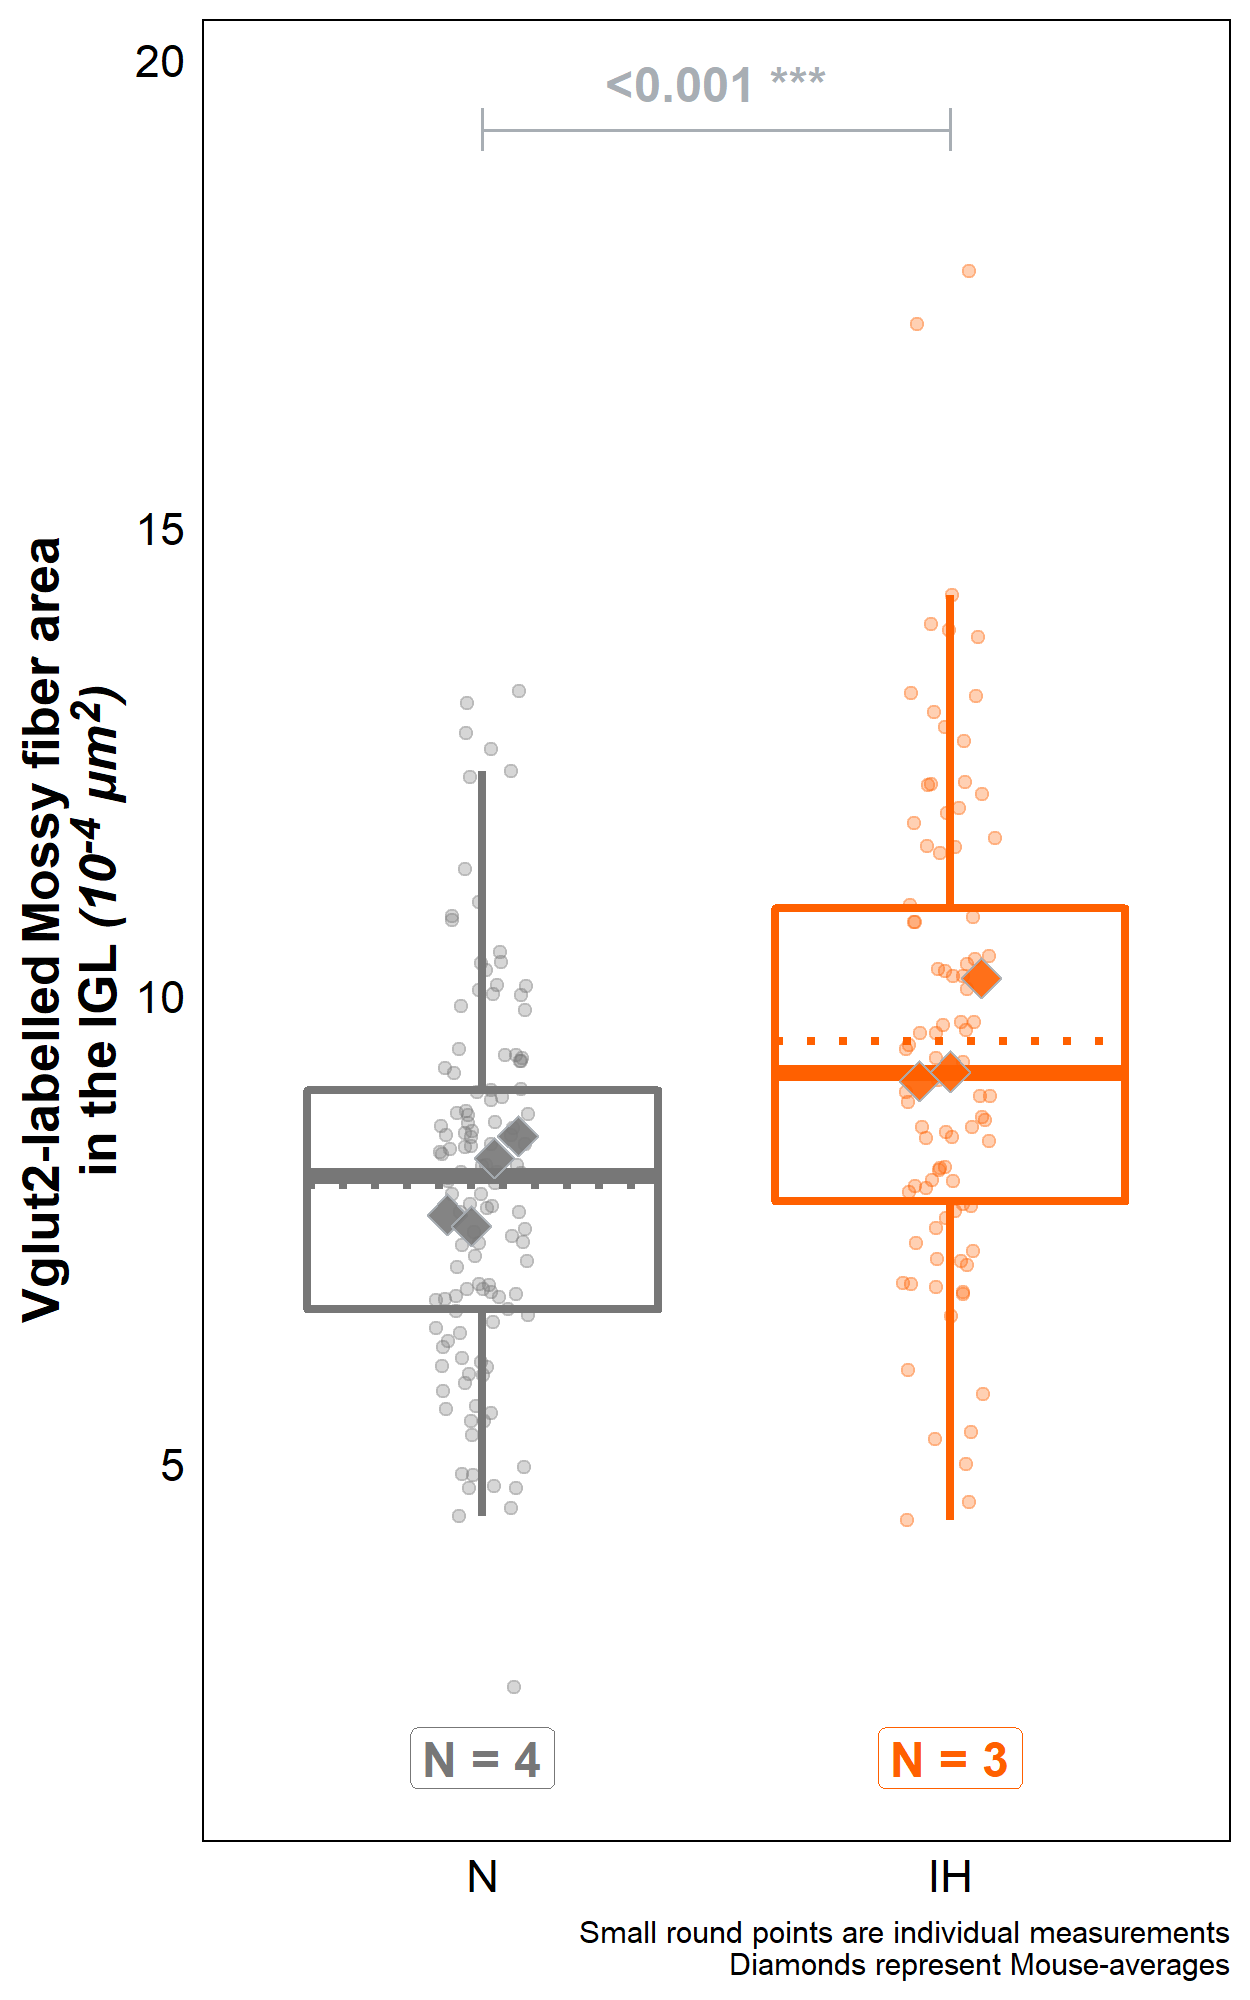 <0.001 ***
20
15
10
5
Vglut2-labelled Mossy fiber area
in the IGL (10⁻⁴ µm²)
N = 4
N = 3
N
IH
Small round points are individual measurements
Diamonds represent Mouse-averages